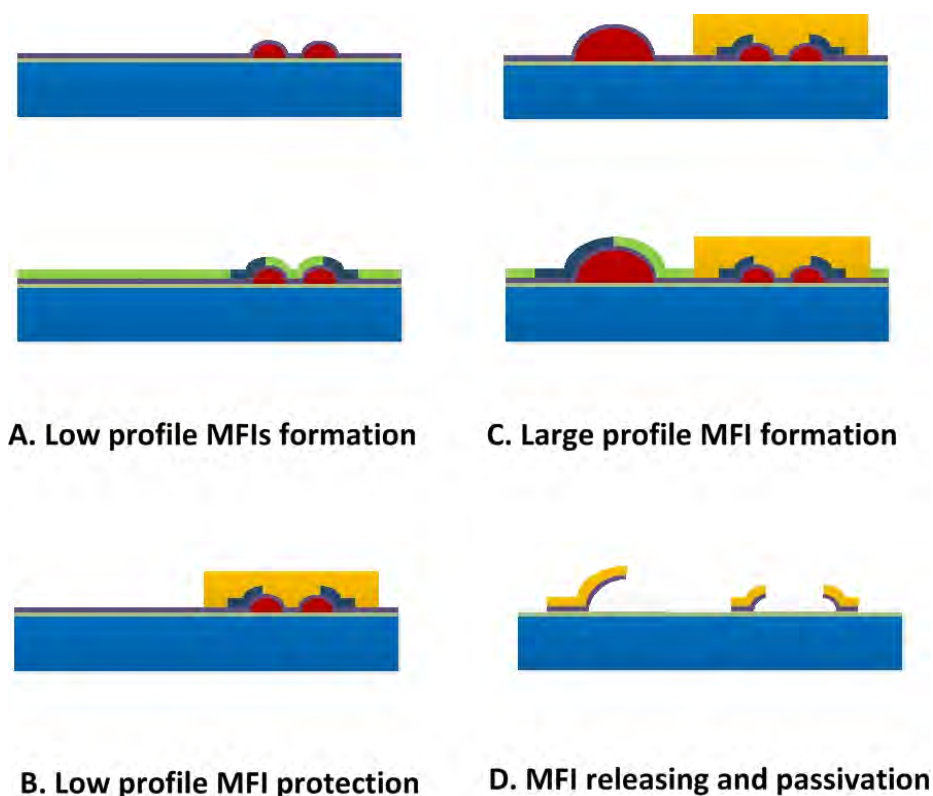 A. Low profile MFIs formation
C. Large profile MFI formation
B. Low profile MFI protection
D. MFI releasing and passivation